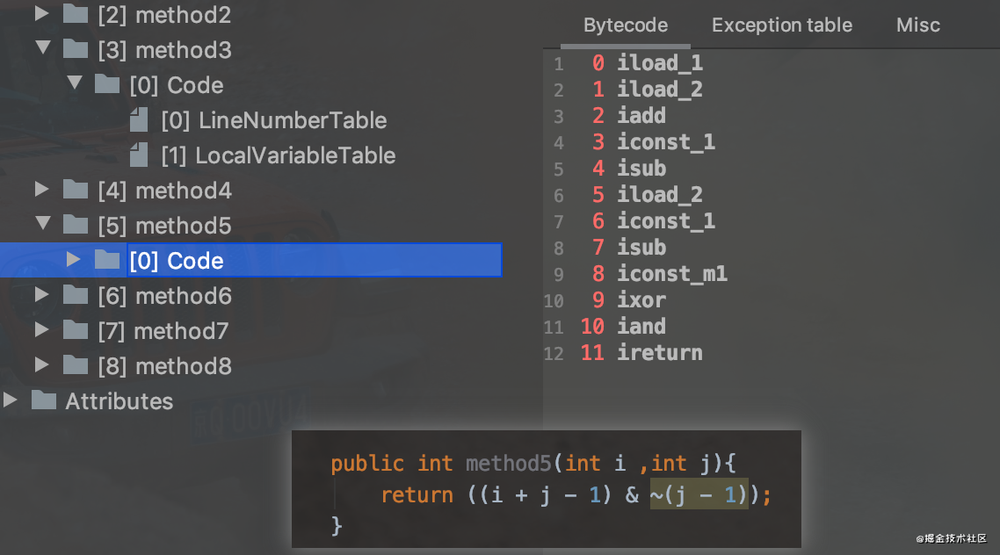 [2] method2
[3] method3
[0] Code
[0] LineNumberTable
[1] LocalVariableTable
[4] method4
[5] method5
[0] Code
[6] method6
[7] method7
[8] method8
Attributes
Bytecode Exception table Misc
1 0 iload_1
2 1 iload_2
3 2 iadd
4 3 iconst_1
5 4 isub
6 5 iload_2
7 6 iconst_1
8 7 isub
9 8 iconst_m1
10 9 ixor
11 10 iand
12 11 ireturn
public int method5(int i ,int j){
return ((i + j - 1) & ~(j - 1));
}
@掘金技术社区